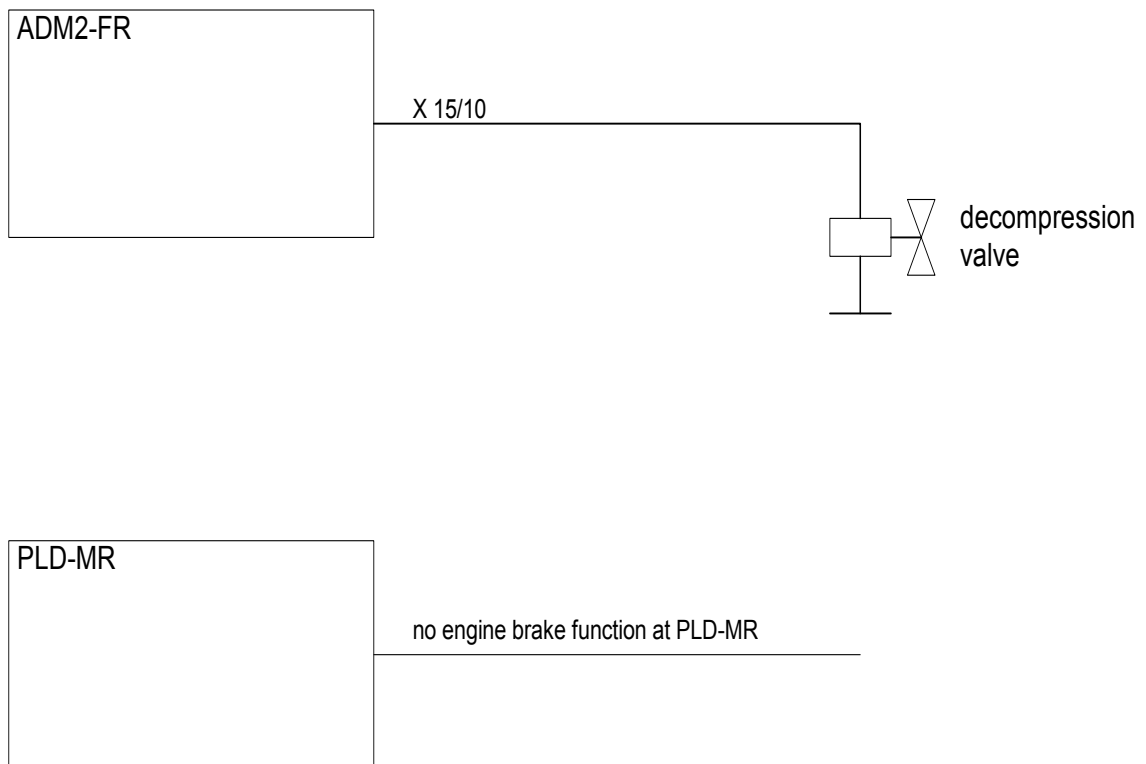 ADM2-FR
X 15/10
decompression
valve
PLD-MR
no engine brake function at PLD-MR